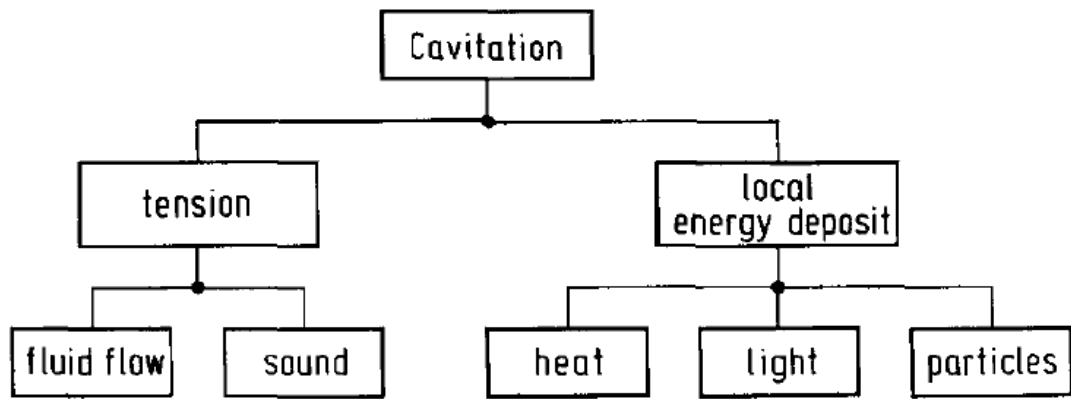 Cavitation
tension
local
energy deposit
fluid flow
sound
heat
light
particles